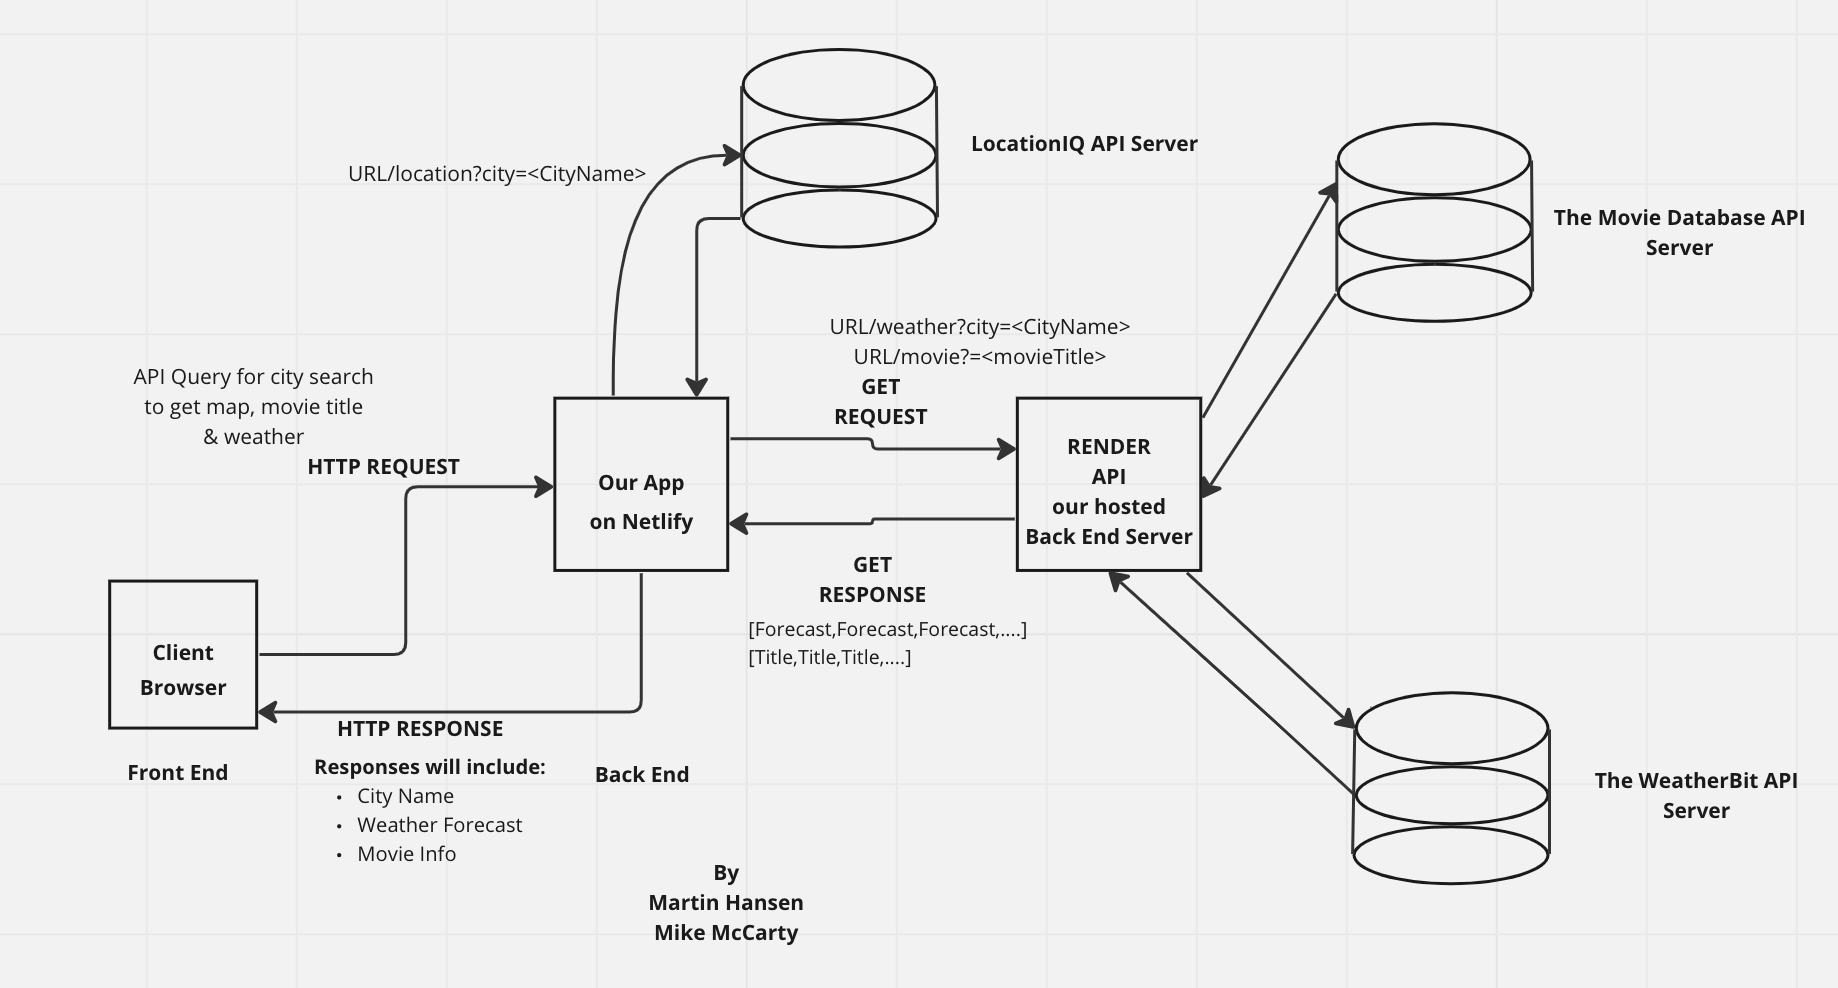 LocationIQ API Server
URL/location?city=<CityName>
The Movie Database API
Server
URL/weather?city=<CityName>
URL/movie?=<movieTitle>
GET
REQUEST
API Query for city search
to get map, movie title
& weather
HTTP REQUEST
Our App
on Netlify
RENDER
API
our hosted
Back End Server
GET
RESPONSE
[Forecast,Forecast,Forecast,....]
[Title,Title,Title,....]
Client
Browser
HTTP RESPONSE
Front End
Responses will include:
• City Name
• Weather Forecast
• Movie Info
Back End
The WeatherBit API
Server
By
Martin Hansen
Mike McCarty